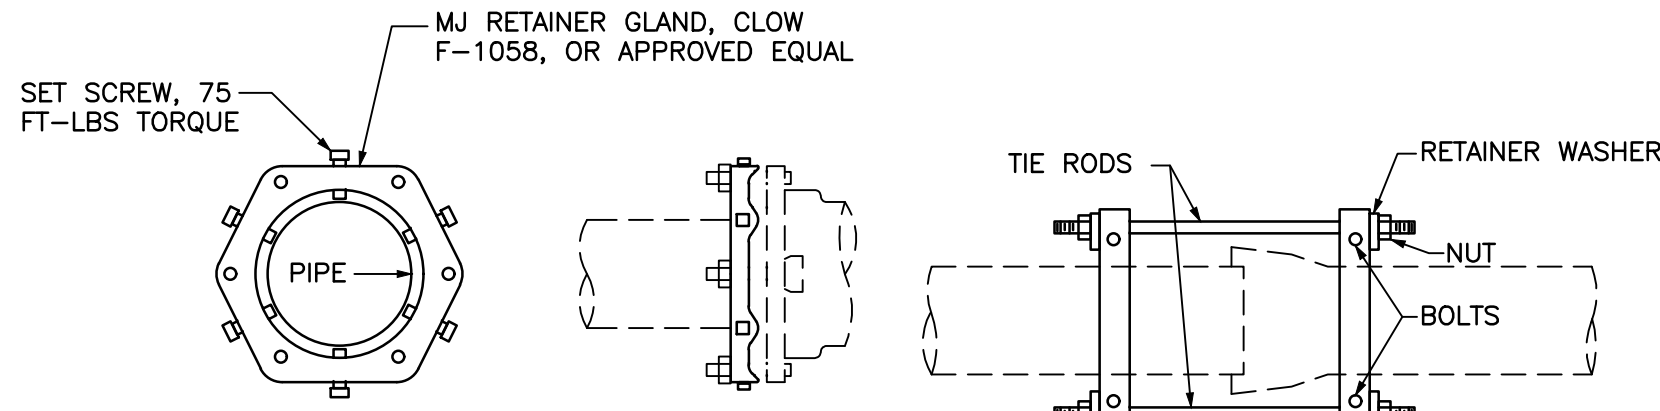 MJ RETAINER GLAND, CLOW
F-1058, OR APPROVED EQUAL
SET SCREW, 75
FT-LBS TORQUE
PIPE
TIE RODS
RETAINER WASHER
NUT
BOLTS